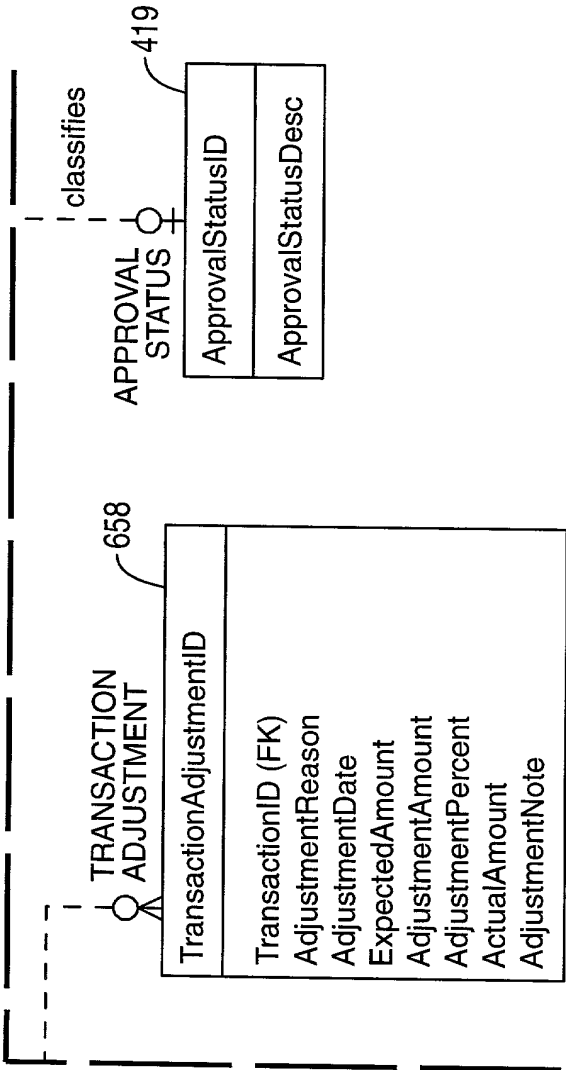 classifies
APPROVAL
STATUS
419
ApprovalStatusID
ApprovalStatusDesc
TRANSACTION
ADJUSTMENT
658
TransactionAdjustmentID
TransactionID (FK)
AdjustmentReason
AdjustmentDate
ExpectedAmount
AdjustmentAmount
AdjustmentPercent
ActualAmount
AdjustmentNote